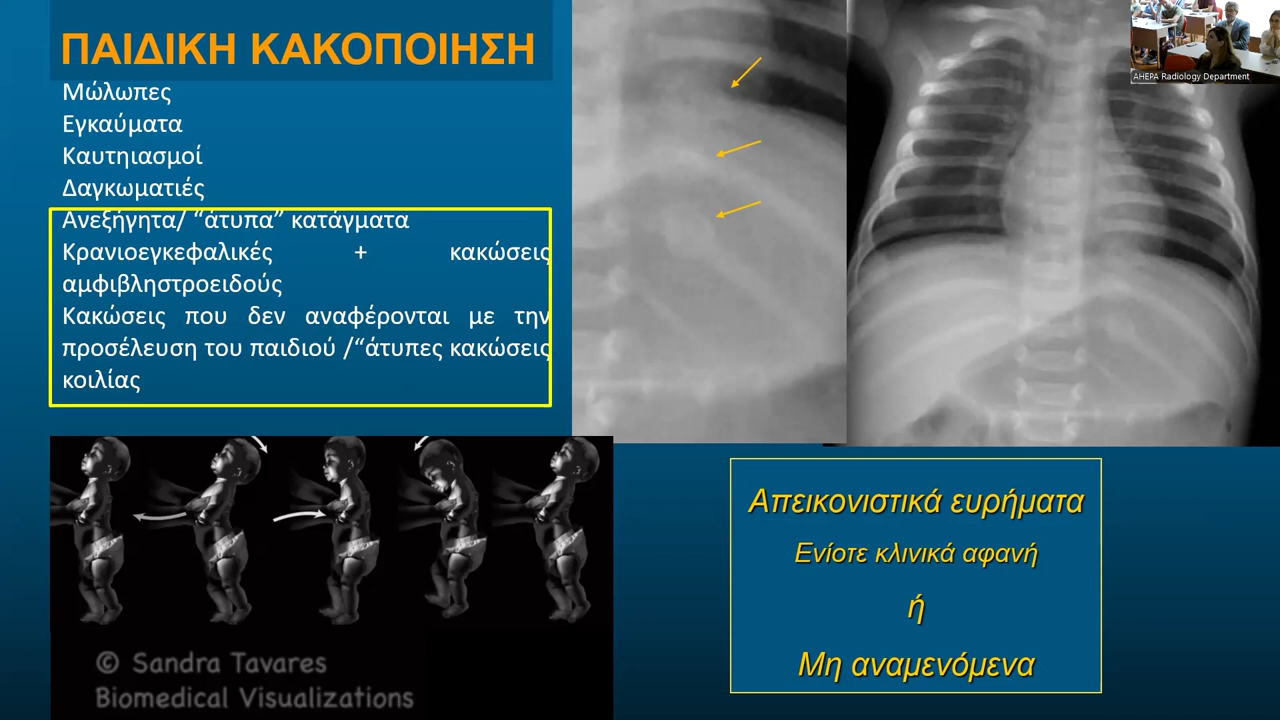 ΠΑΙΔΙΚΗ ΚΑΚΟΠΟΙΗΣΗ
Μώλωπες
Εγκαύματα
Καυτηιασμοί
Δαγκωματιές
Ανεξήγητα/ “άτυπα” κατάγματα
Κρανιοεγκεφαλικές + κακώσεις
αμφιβληστροειδούς
Κακώσεις που δεν αναφέρονται με την
προσέλευση του παιδιού /“άτυπες κακώσεις
κοιλίας
AHEPA Radiology Department
Απεικονιστικά ευρήματα
Ενίοτε κλινικά αφανή
ή
Μη αναμενόμενα
© Sandra Tavares
Biomedical Visualizations